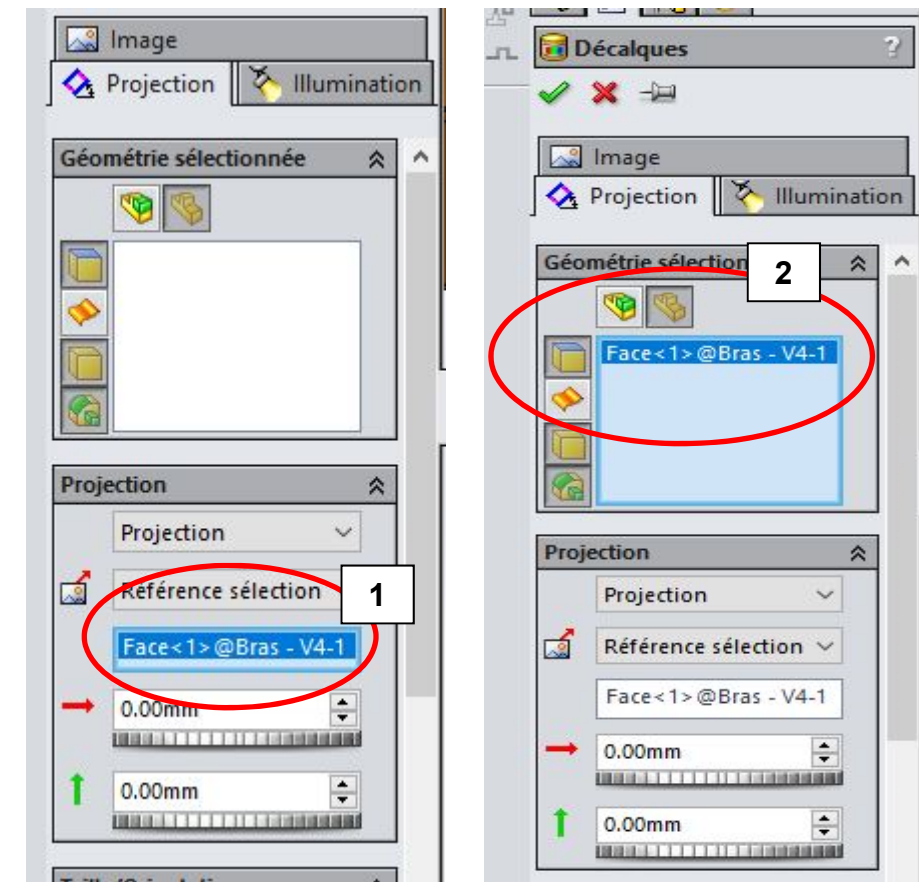 Image
Projection Illumination
Géométrie sélectionnée
Projection
Projection
Référence sélection
1
Face<1>@Bras - V4-1
0.00mm
0.00mm
Décalques ?
Image
Projection Illumination
Géométrie sélection
2
Face<1>@Bras - V4-1
Projection
Projection
Référence sélection
Face<1>@Bras - V4-1
0.00mm
0.00mm